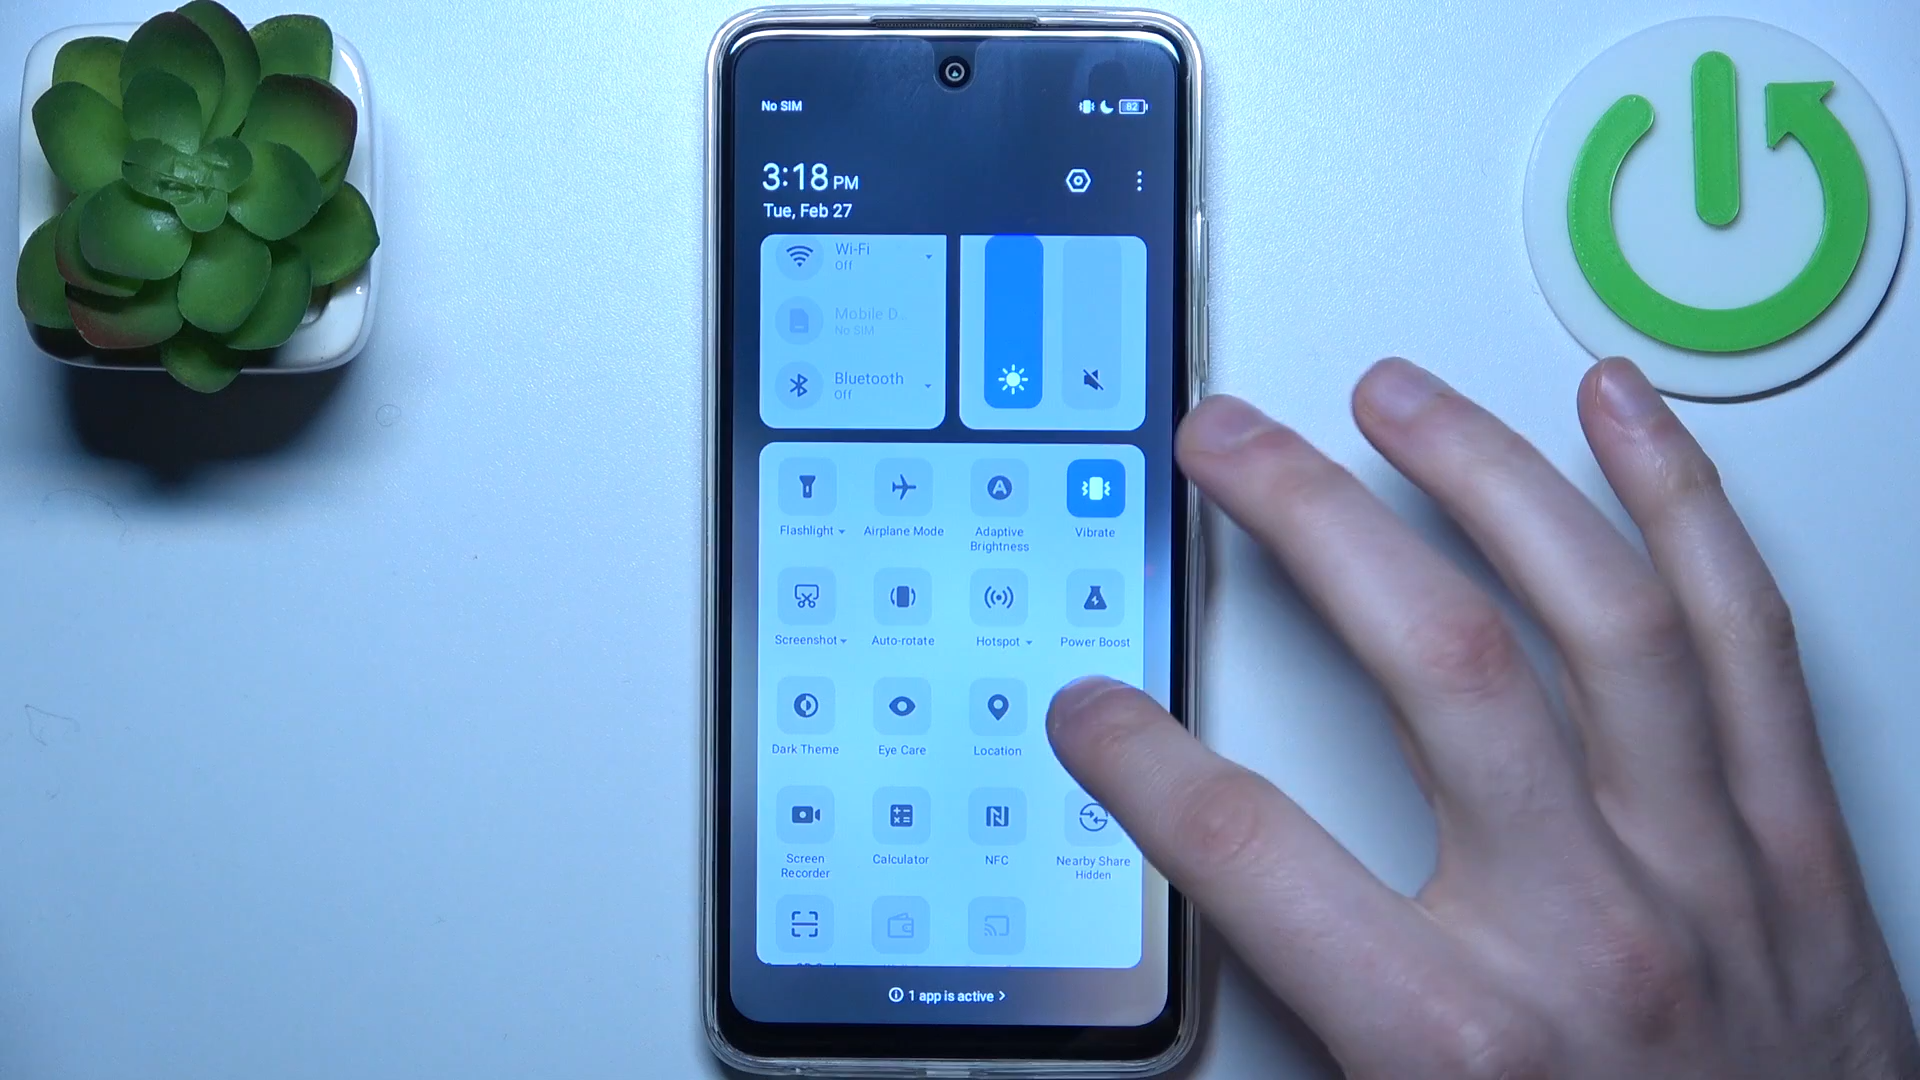 No SIM
82
3:18 PM
Tue, Feb 27
Wi-Fi
Off
Mobile D...
No SIM
Bluetooth
Off
Flashlight
Airplane Mode
Adaptive
Brightness
Vibrate
Screenshot
Auto-rotate
Hotspot
Power Boost
Dark Theme
Eye Care
Location
Screen
Recorder
Calculator
NFC
Nearby Share
Hidden
1 app is active >